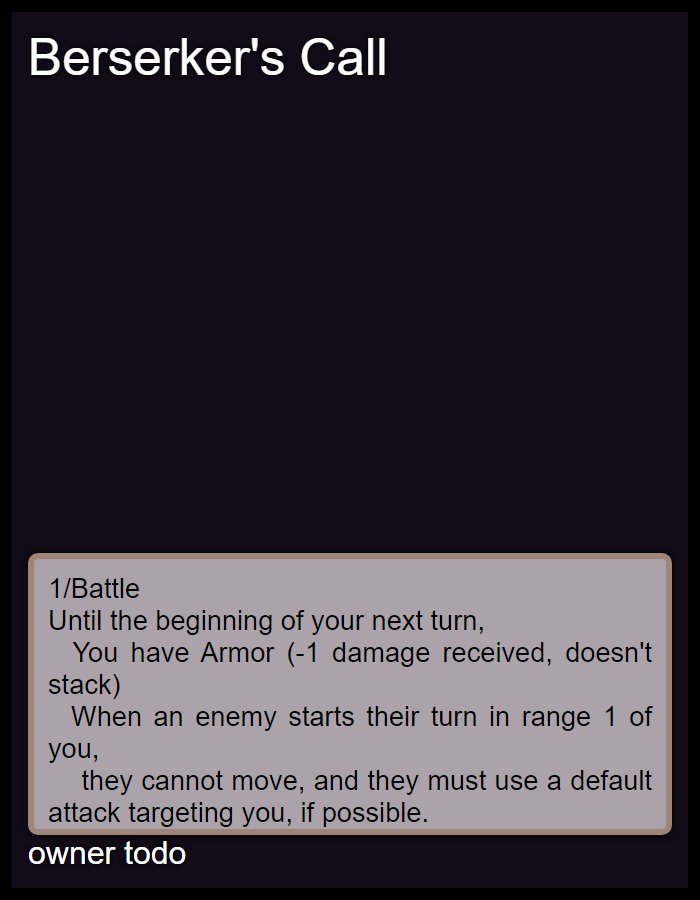 Berserker's Call
1/Battle
Until the beginning of your next turn,
You have Armor (-1 damage received, doesn't
stack)
When an enemy starts their turn in range 1 of
you,
they cannot move, and they must use a default
attack targeting you, if possible.
owner todo